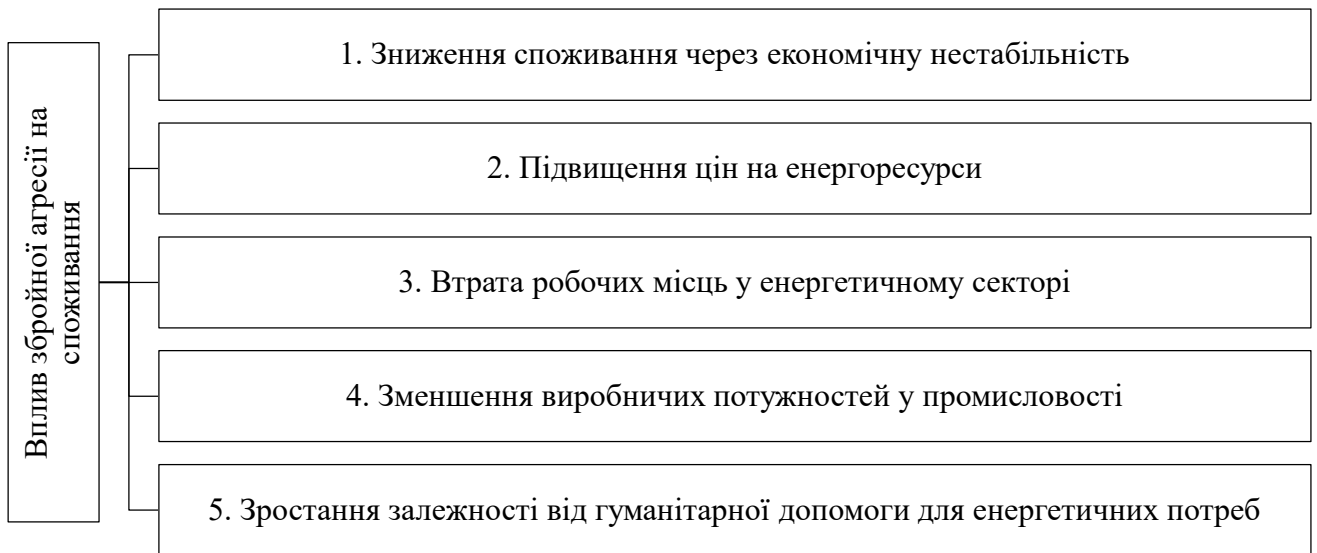 Вплив збройної агресії на
споживання
1. Зниження споживання через економічну нестабільність
2. Підвищення цін на енергоресурси
3. Втрата робочих місць у енергетичному секторі
4. Зменшення виробничих потужностей у промисловості
5. Зростання залежності від гуманітарної допомоги для енергетичних потреб